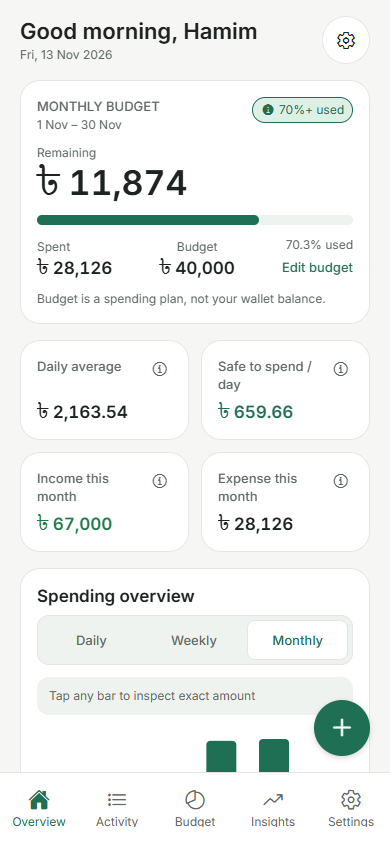 Good morning, Hamim
Fri, 13 Nov 2026
MONTHLY BUDGET
70%+ used
1 Nov – 30 Nov
Remaining
৳ 11,874
Spent
Budget
70.3% used
৳ 28,126
৳ 40,000
Edit budget
Budget is a spending plan, not your wallet balance.
Daily average
৳ 2,163.54
Safe to spend /
day
৳ 659.66
Income this
month
৳ 67,000
Expense this
month
৳ 28,126
Spending overview
Daily
Weekly
Monthly
Tap any bar to inspect exact amount
Overview
Activity
Budget
Insights
Settings